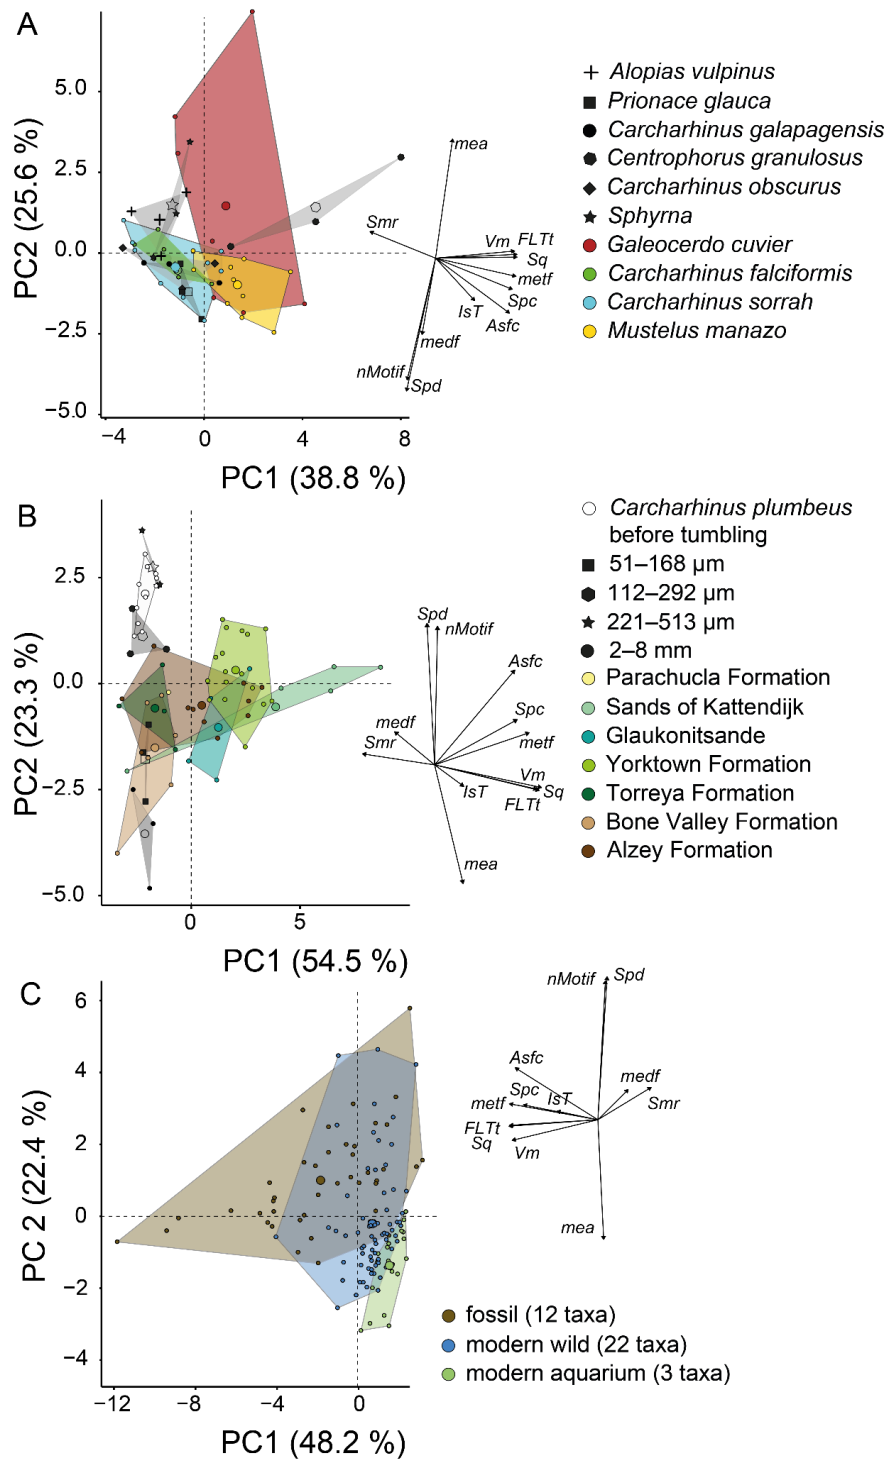 A
5.0
2.5
0.0
−2.5
−5.0
PC2 (25.6 %)
−4
0
4
8
PC1 (38.8 %)
mea
Smr
Vm
FLTt
Sq
metf
Spc
IsT
Asfc
medf
nMotif
Spd
Alopias vulpinus
Prionace glauca
Carcharhinus galapagensis
Centrophorus granulosus
Carcharhinus obscurus
Sphyrna
Galeocerdo cuvier
Carcharhinus falciformis
Carcharhinus sorrah
Mustelus manazo
B
2.5
0.0
−2.5
−5.0
PC2 (23.3 %)
0
5
PC1 (54.5 %)
Spd
nMotif
Asfc
Spc
medf
metf
Smr
Vm
IsT
Sq
FLTt
mea
Carcharhinus plumbeus
before tumbling
51–168 µm
112–292 µm
221–513 µm
2–8 mm
Parachucla Formation
Sands of Kattendijk
Glaukonitsande
Yorktown Formation
Torreya Formation
Bone Valley Formation
Alzey Formation
C
6
4
2
0
−2
−4
PC 2 (22.4 %)
−12
−8
−4
0
PC1 (48.2 %)
nMotif
Spd
Asfc
medf
Spc
IsT
metf
Smr
FLTt
Sq
Vm
mea
fossil (12 taxa)
modern wild (22 taxa)
modern aquarium (3 taxa)